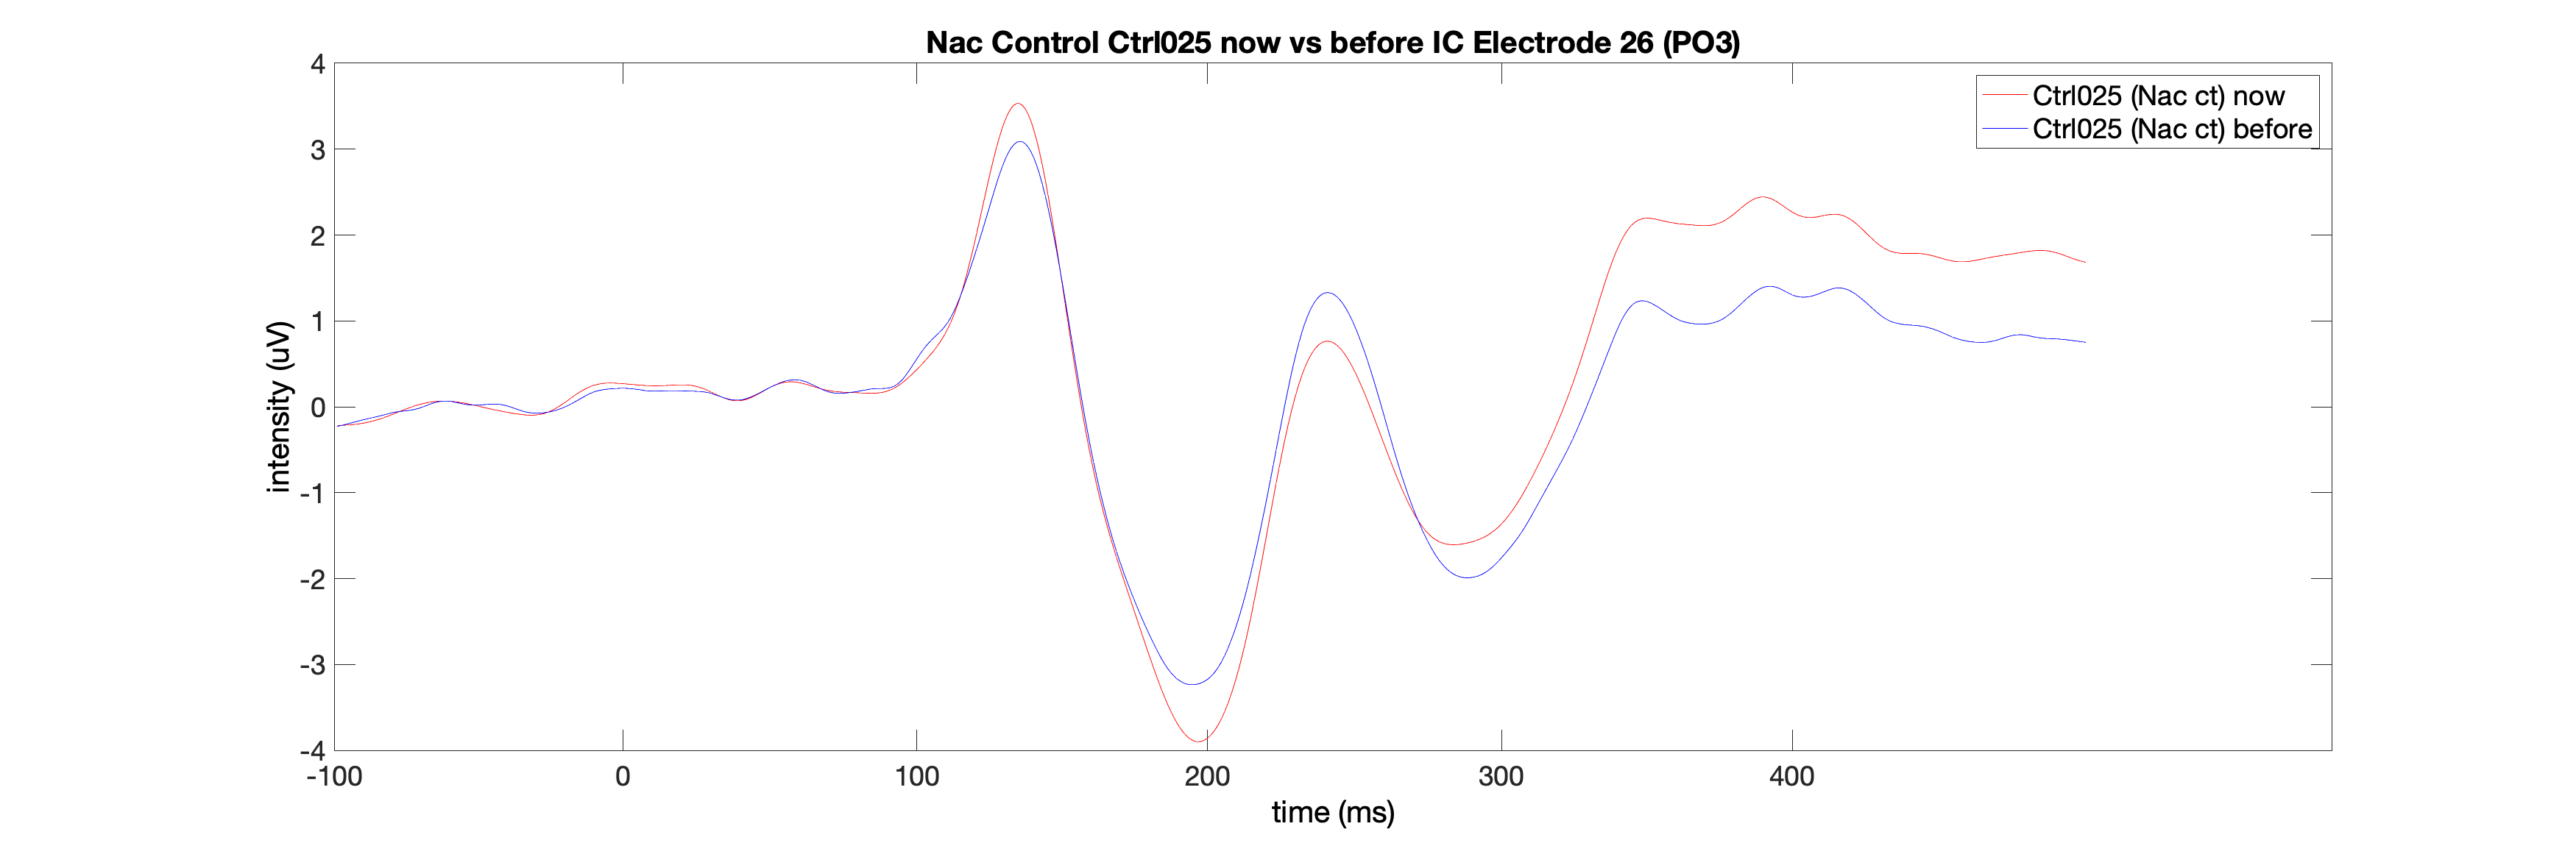 Nac Control Ctrl025 now vs before IC Electrode 26 (PO3)
Ctrl025 (Nac ct) now
Ctrl025 (Nac ct) before
intensity (uV)
4
3
2
1
0
-1
-2
-3
-4
-100 0 100 200 300 400
time (ms)